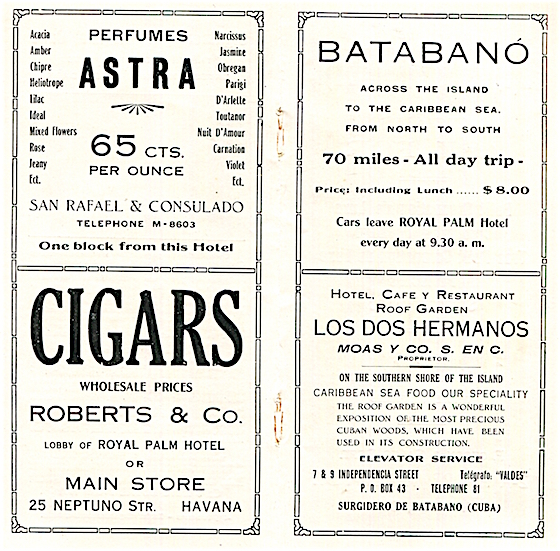 PERFUMES
ASTRA
Acacia
Amber
Chipre
Heliotrope
Lilac
Ideal
Mixed flowers
Rose
Jeany
Ect.
Narcissus
Jasmine
Obregan
Parigi
D'Arlette
Toutanor
Nuit D'Amour
Carnation
Violet
Ect.
65 CTS.
PER OUNCE
SAN RAFAEL & CONSULADO
TELEPHONE M-8603
One block from this Hotel
CIGARS
WHOLESALE PRICES
ROBERTS & Co.
LOBBY OF ROYAL PALM HOTEL
OR
MAIN STORE
25 NEPTUNO STR. HAVANA
BATABANÓ
ACROSS THE ISLAND
TO THE CARIBBEAN SEA.
FROM NORTH TO SOUTH
70 miles - All day trip -
Price: Including Lunch ...... $ 8.00
Cars leave ROYAL PALM Hotel
every day at 9.30 a. m.
HOTEL, CAFE Y RESTAURANT
ROOF GARDEN
LOS DOS HERMANOS
MOAS Y CO. S. EN C.
PROPRIETOR.
ON THE SOUTHERN SHORE OF THE ISLAND
CARIBBEAN SEA FOOD OUR SPECIALITY
THE ROOF GARDEN IS A WONDERFUL
EXPOSITION OF THE MOST PRECIOUS
CUBAN WOODS, WHICH HAVE BEEN
USED IN ITS CONSTRUCTION.
ELEVATOR SERVICE
7 & 9 INDEPENDENCIA STREET Telégrafo: "VALDES"
P. O. BOX 43 - TELEPHONE 81
SURGIDERO DE BATABANO (CUBA)